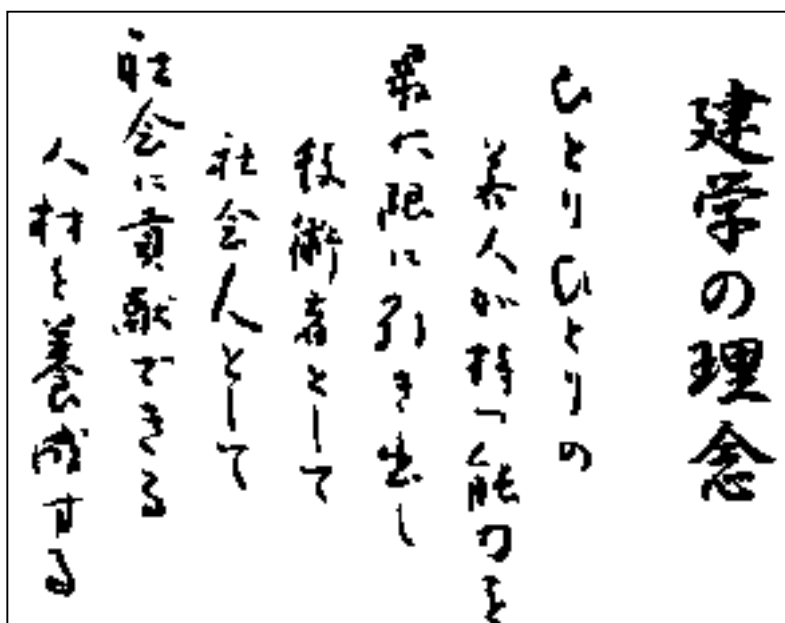 建学の理念
ひとりひとりの
若人が持つ能力を
最大限に引き出し
技術者として
社会人として
社会に貢献できる
人材を養成する